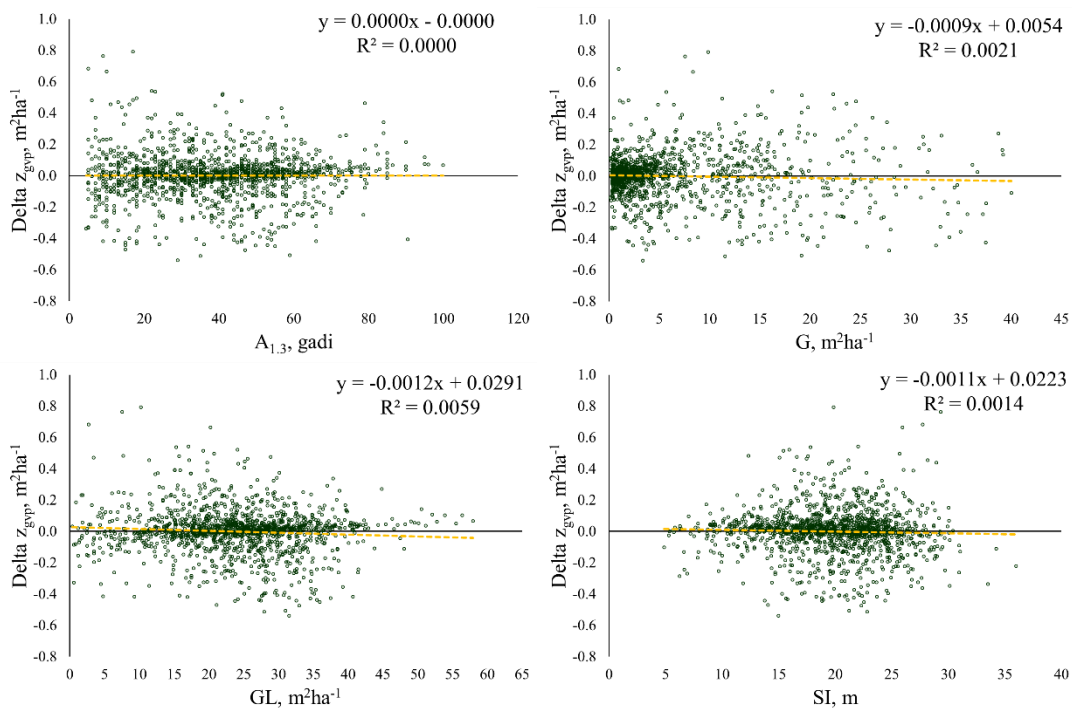 y = 0.0000x - 0.0000
R² = 0.0000
Delta z_gvp, m²ha⁻¹
1.0
0.8
0.6
0.4
0.2
0.0
-0.2
-0.4
-0.6
-0.8
0 20 40 60 80 100 120
A₁.₃, gadi
y = -0.0009x + 0.0054
R² = 0.0021
Delta z_gvp, m²ha⁻¹
1.0
0.8
0.6
0.4
0.2
0.0
-0.2
-0.4
-0.6
-0.8
0 5 10 15 20 25 30 35 40 45
G, m²ha⁻¹
y = -0.0012x + 0.0291
R² = 0.0059
Delta z_gvp, m²ha⁻¹
1.0
0.8
0.6
0.4
0.2
0.0
-0.2
-0.4
-0.6
-0.8
0 5 10 15 20 25 30 35 40 45 50 55 60 65
GL, m²ha⁻¹
y = -0.0011x + 0.0223
R² = 0.0014
Delta z_gvp, m²ha⁻¹
1.0
0.8
0.6
0.4
0.2
0.0
-0.2
-0.4
-0.6
-0.8
0 5 10 15 20 25 30 35 40
SI, m